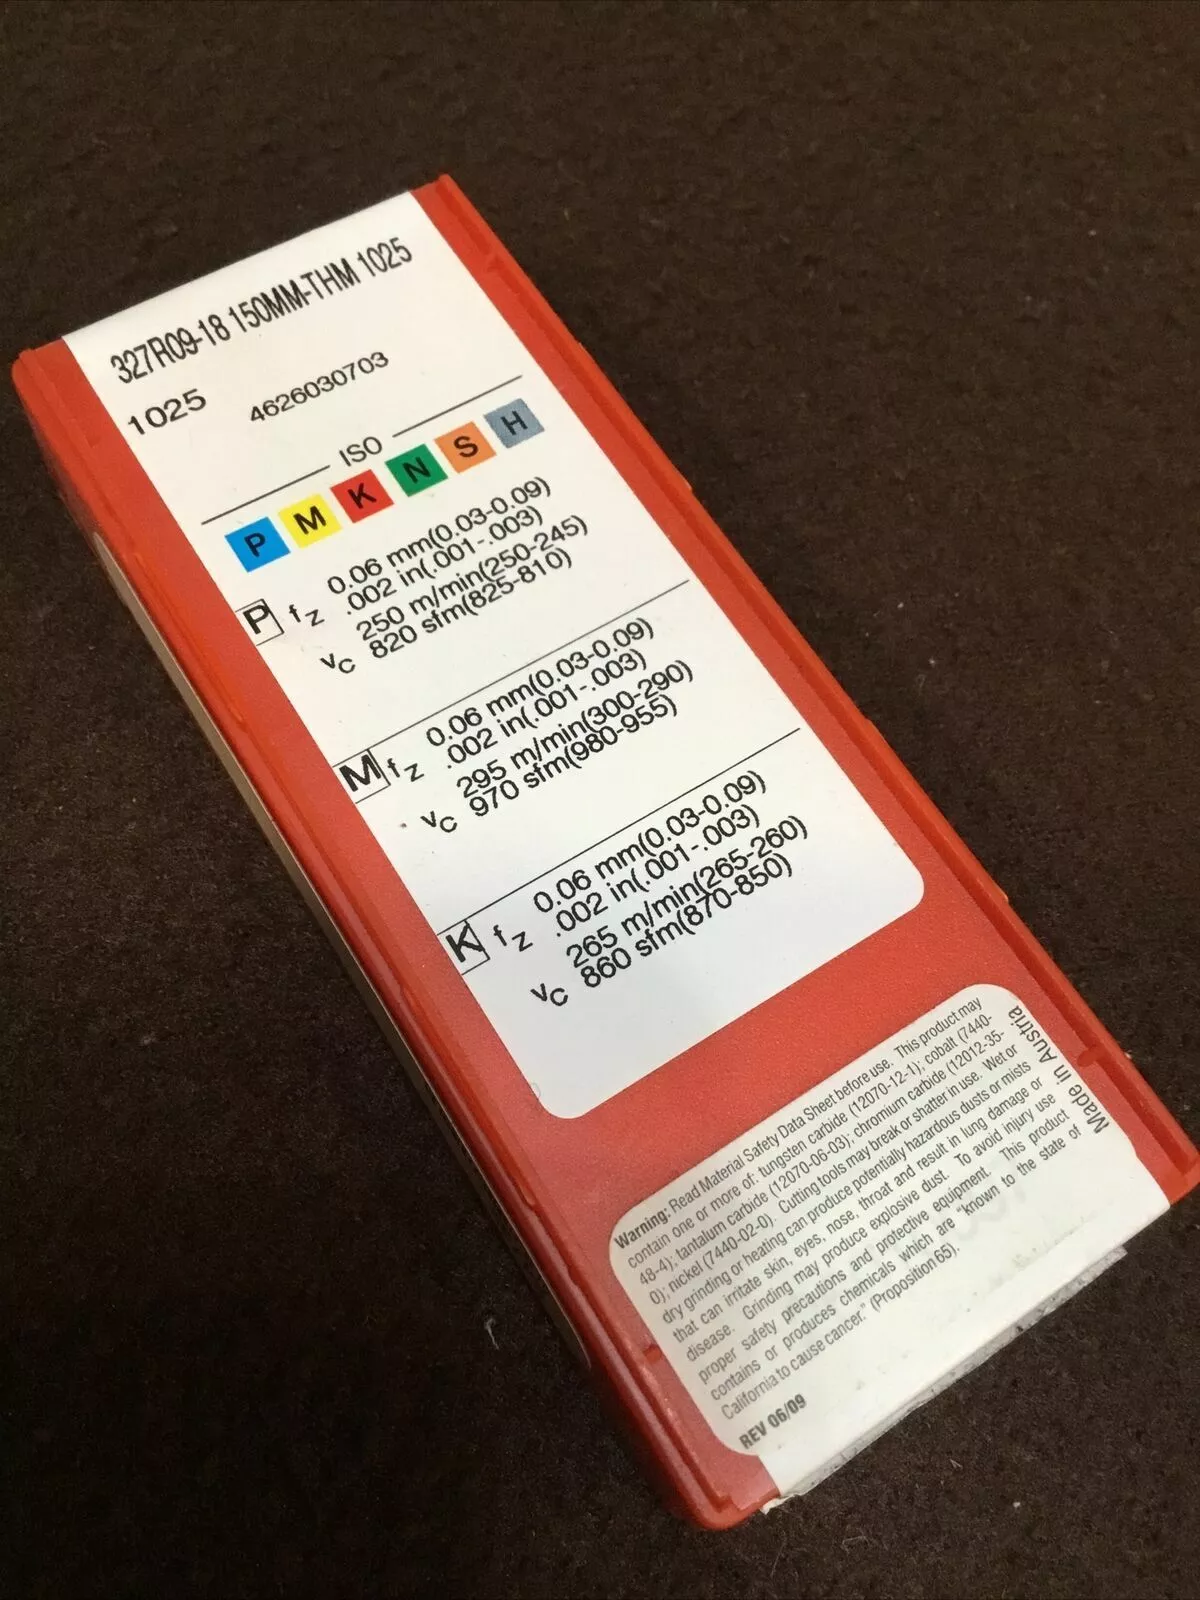 327R09-18 150MM-THM 1025
1025 4626030703
ISO
P M K N S H
P fz 0.06 mm(0.03-0.09)
.002 in(.001-.003)
vc 250 m/min(250-245)
820 sfm(825-810)
M fz 0.06 mm(0.03-0.09)
.002 in(.001-.003)
vc 295 m/min(300-290)
970 sfm(980-955)
K fz 0.06 mm(0.03-0.09)
.002 in(.001-.003)
vc 265 m/min(265-260)
860 sfm(870-850)
Warning: Read Material Safety Data Sheet before use. This product may
contain one or more of: tungsten carbide (12070-12-1); cobalt (7440-
48-4); tantalum carbide (12070-06-03); chromium carbide (12012-35-
0); nickel (7440-02-0). Cutting tools may break or shatter in use. Wet or
dry grinding or heating can produce potentially hazardous dusts or mists
that can irritate skin, eyes, nose, throat and result in lung damage or
disease. Grinding may produce explosive dust. To avoid injury use
proper safety precautions and protective equipment. This product
contains or produces chemicals which are "known to the state of
California to cause cancer." (Proposition 65).
REV 06/09
Made in Austria